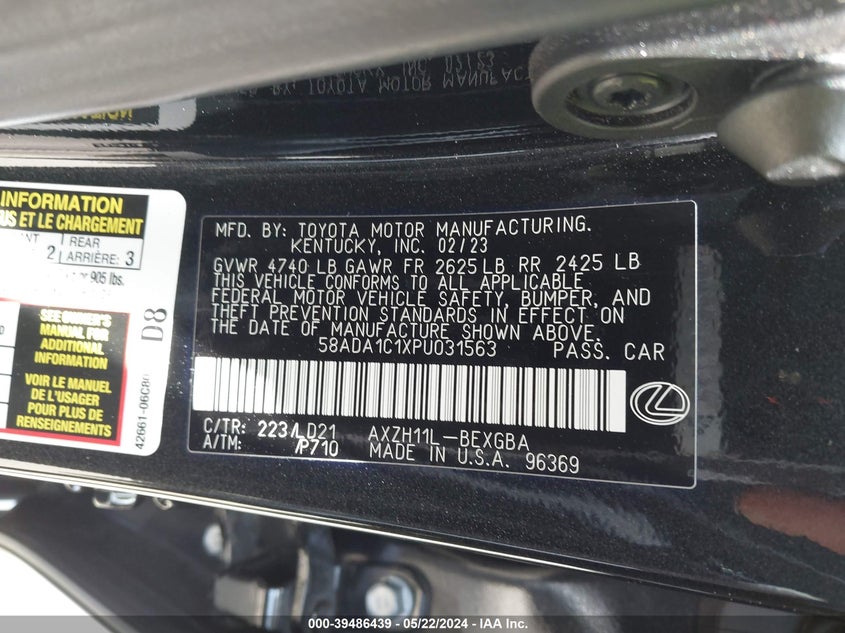 INFORMATION
US ET LE CHARGEMENT
2
REAR
ARRIÈRE: 3
905 lbs.
SEE OWNER'S
MANUAL FOR
ADDITIONAL
INFORMATION
VOIR LE MANUEL
DE L'USAGER
POUR PLUS DE
RENSEIGNEMENTS
D8
42661-06C80
MFD. BY: TOYOTA MOTOR MANUFACTURING.
KENTUCKY, INC. 02/23
GVWR 4740 LB GAWR FR 2625 LB RR 2425 LB
THIS VEHICLE CONFORMS TO ALL APPLICABLE
FEDERAL MOTOR VEHICLE SAFETY, BUMPER, AND
THEFT PREVENTION STANDARDS IN EFFECT ON
THE DATE OF MANUFACTURE SHOWN ABOVE.
58ADA1C1XPU031563 PASS. CAR
C/TR: 223/LD21 AXZH11L-BEXGBA
A/TM: /P710 MADE IN U.S.A. 96369
000-39486439 - 05/22/2024 - IAA Inc.